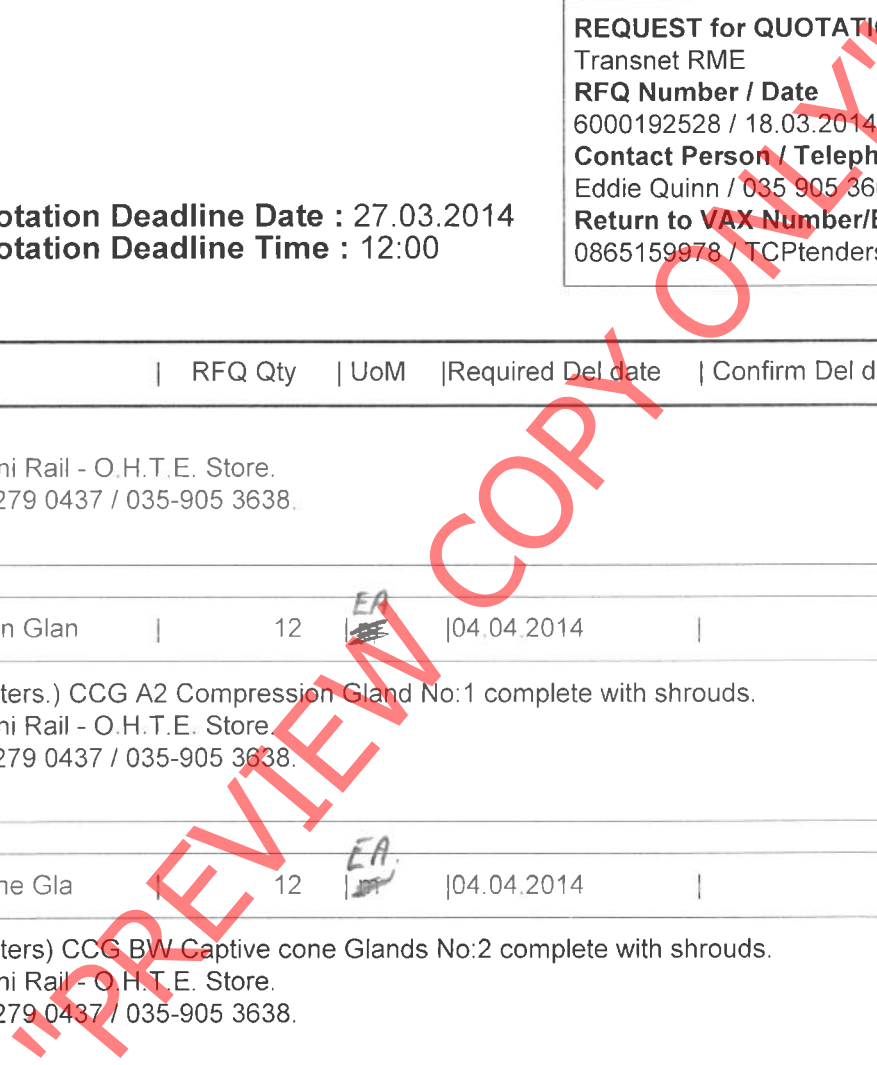 REQUEST for QUOTATI
Transnet RME
RFQ Number / Date
6000192528 / 18.03.2014
Contact Person / Teleph
Eddie Quinn / 035 905 36
Return to VAX Number/E
0865159978 / TCPtenders
otation Deadline Date : 27.03.2014
otation Deadline Time : 12:00
| RFQ Qty | UoM |Required Del date | Confirm Del d
ni Rail - O.H.T.E. Store.
279 0437 / 035-905 3638.
EA
n Glan | 12 | |04.04.2014 |
ters.) CCG A2 Compression Gland No:1 complete with shrouds.
ni Rail - O.H.T.E. Store.
279 0437 / 035-905 3638.
EA.
ne Gla | 12 | |04.04.2014 |
ters) CCG BW Captive cone Glands No:2 complete with shrouds.
ni Rail - O.H.T.E. Store.
279 0437 / 035-905 3638.
"PREVIEW COPY ONLY"